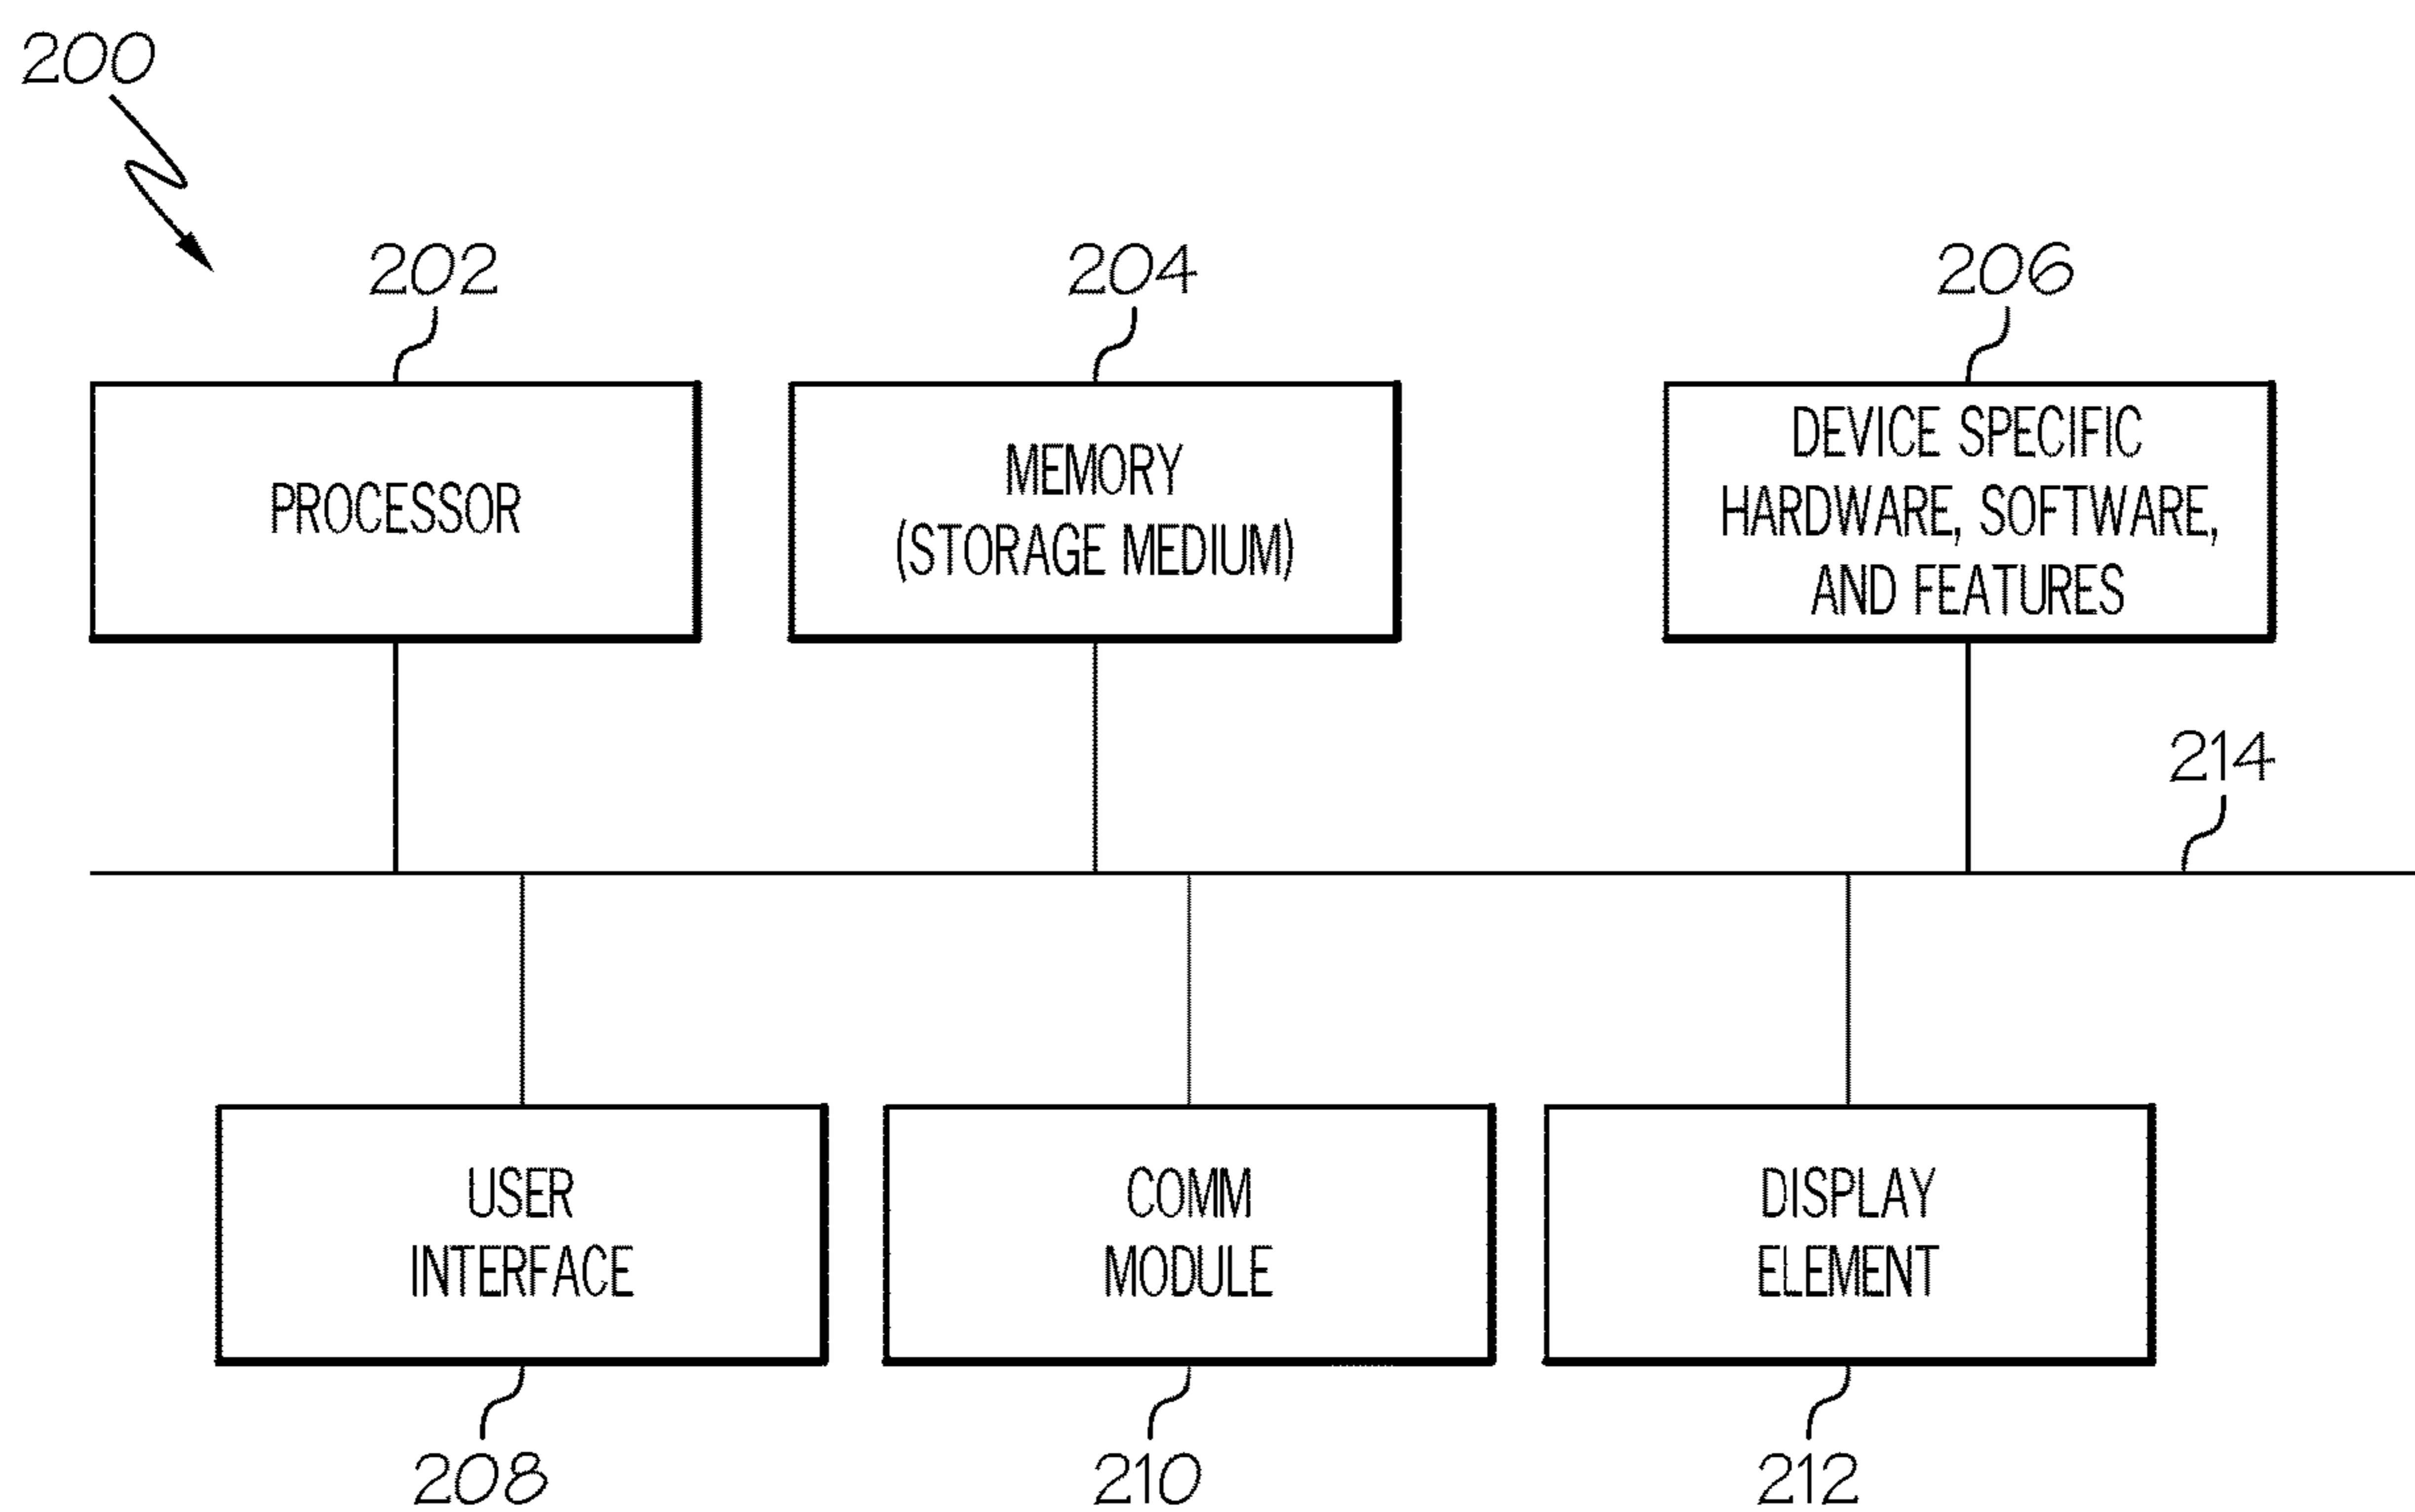 200
202
204
206
PROCESSOR
MEMORY
(STORAGE MEDIUM)
DEVICE SPECIFIC
HARDWARE, SOFTWARE,
AND FEATURES
214
USER
INTERFACE
COMM
MODULE
DISPLAY
ELEMENT
208
210
212